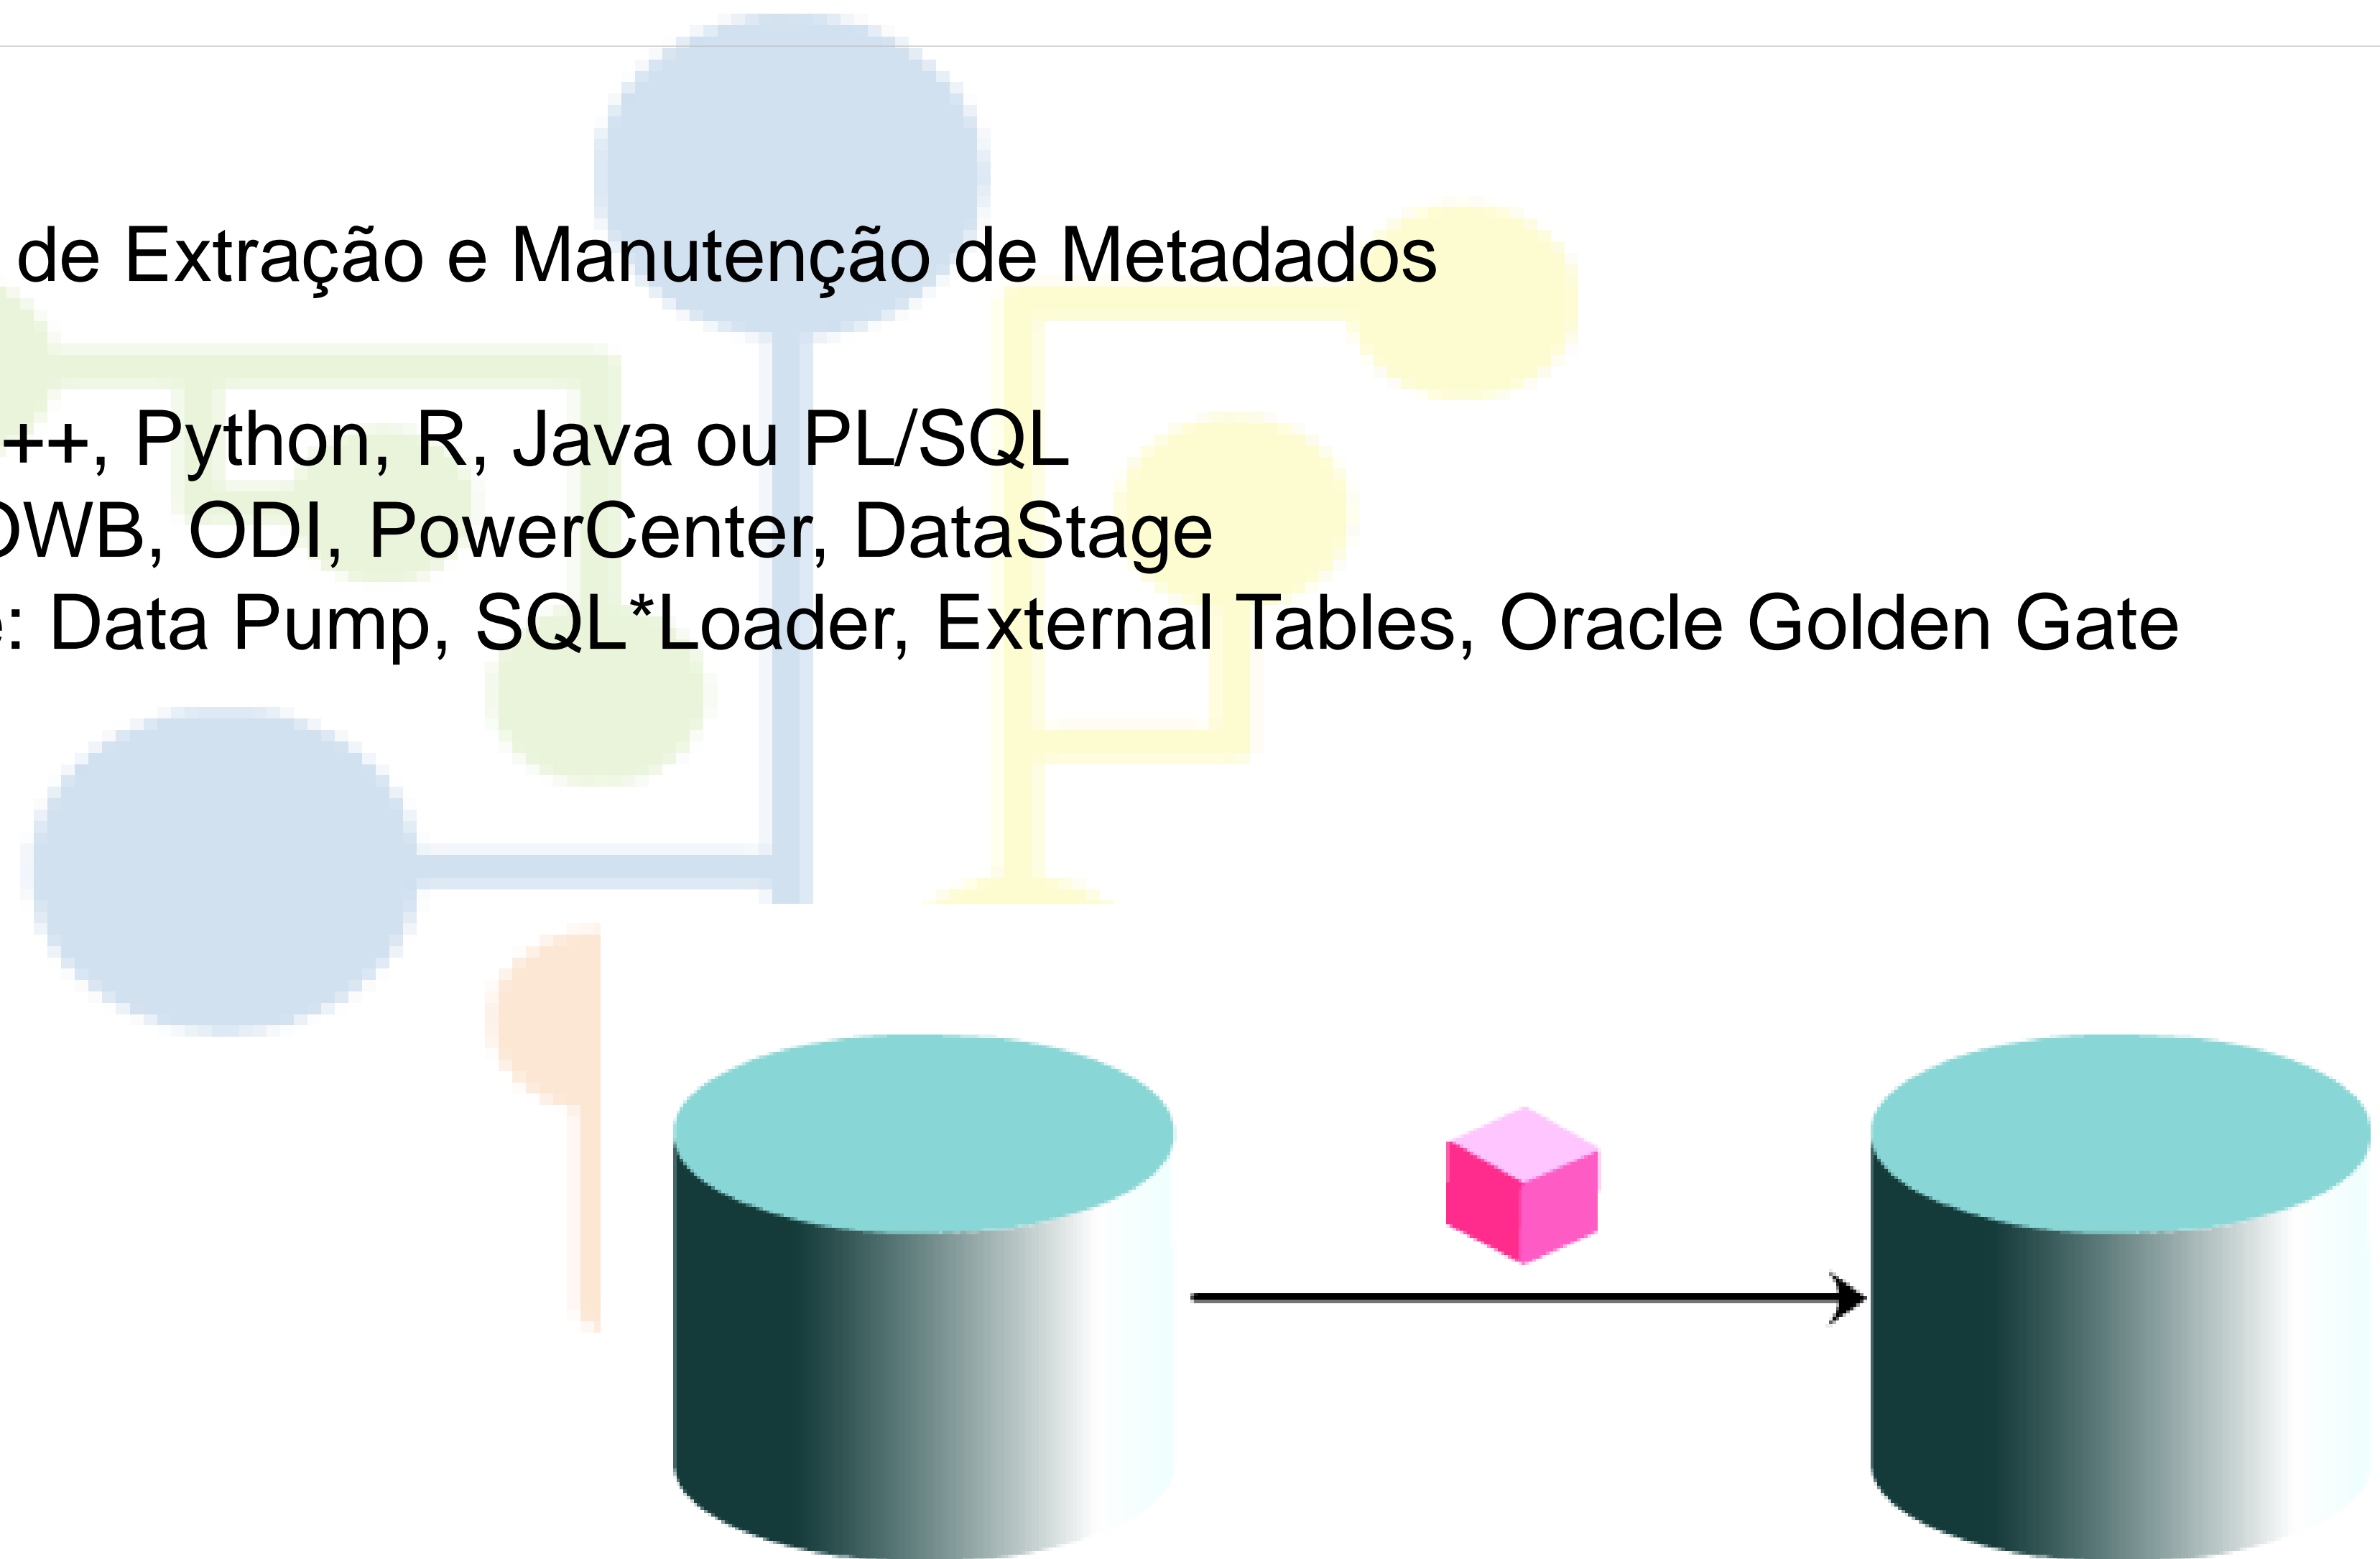 de Extração e Manutenção de Metadados
++, Python, R, Java ou PL/SQL
OWB, ODI, PowerCenter, DataStage
e: Data Pump, SQL*Loader, External Tables, Oracle Golden Gate